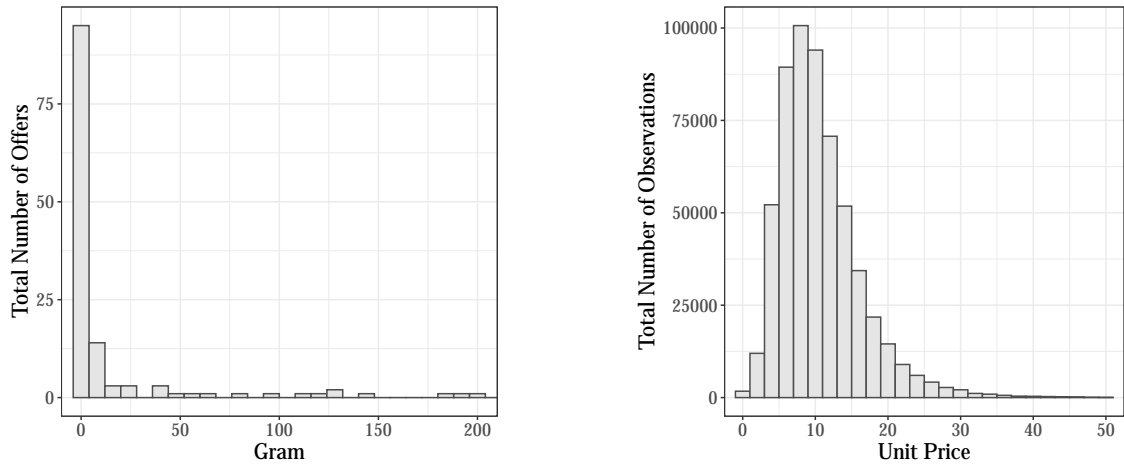 Total Number of Offers
75
50
25
0
0 50 100 150 200
Gram
Total Number of Observations
100000
75000
50000
25000
0
0 10 20 30 40 50
Unit Price